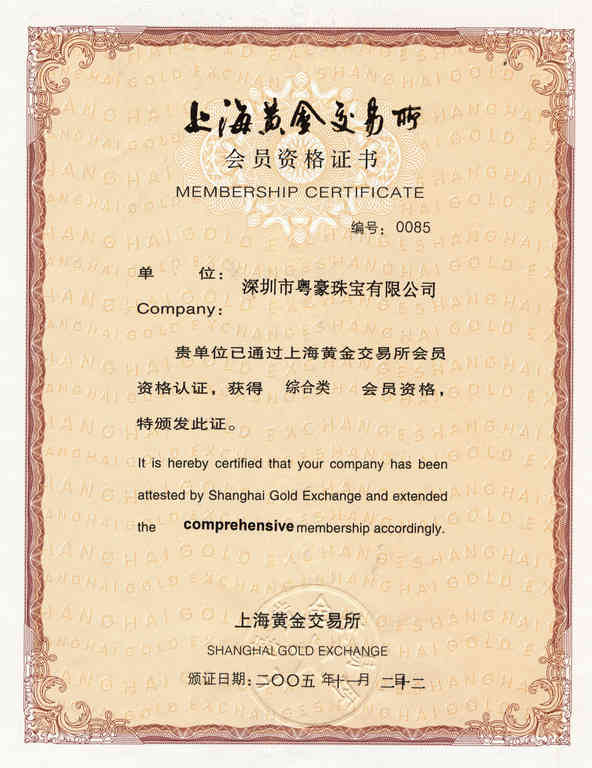 上海黄金交易所
会员资格证书
MEMBERSHIP CERTIFICATE
编号：0085
单 位：
深圳市粤豪珠宝有限公司
Company:
贵单位已通过上海黄金交易所会员
资格认证，获得 综合类 会员资格，
特颁发此证。
It is hereby certified that your company has been
attested by Shanghai Gold Exchange and extended
the comprehensive membership accordingly.
上海黄金交易所
SHANGHAI GOLD EXCHANGE
颁证日期：二〇〇五年十一月